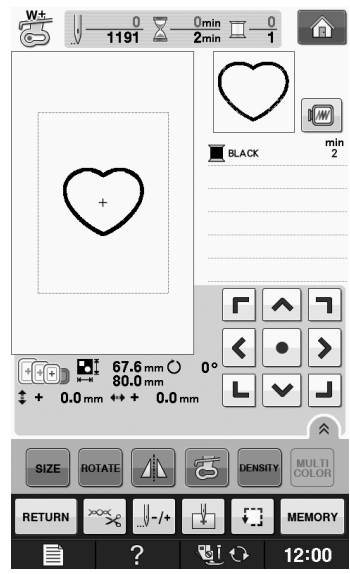 W+ 0 0min 0
1191 2min 1
min
BLACK 2
67.6 mm 0°
80.0 mm
+ 0.0 mm + 0.0 mm
SIZE ROTATE DENSITY MULTI COLOR
RETURN -/+ MEMORY
? 12:00